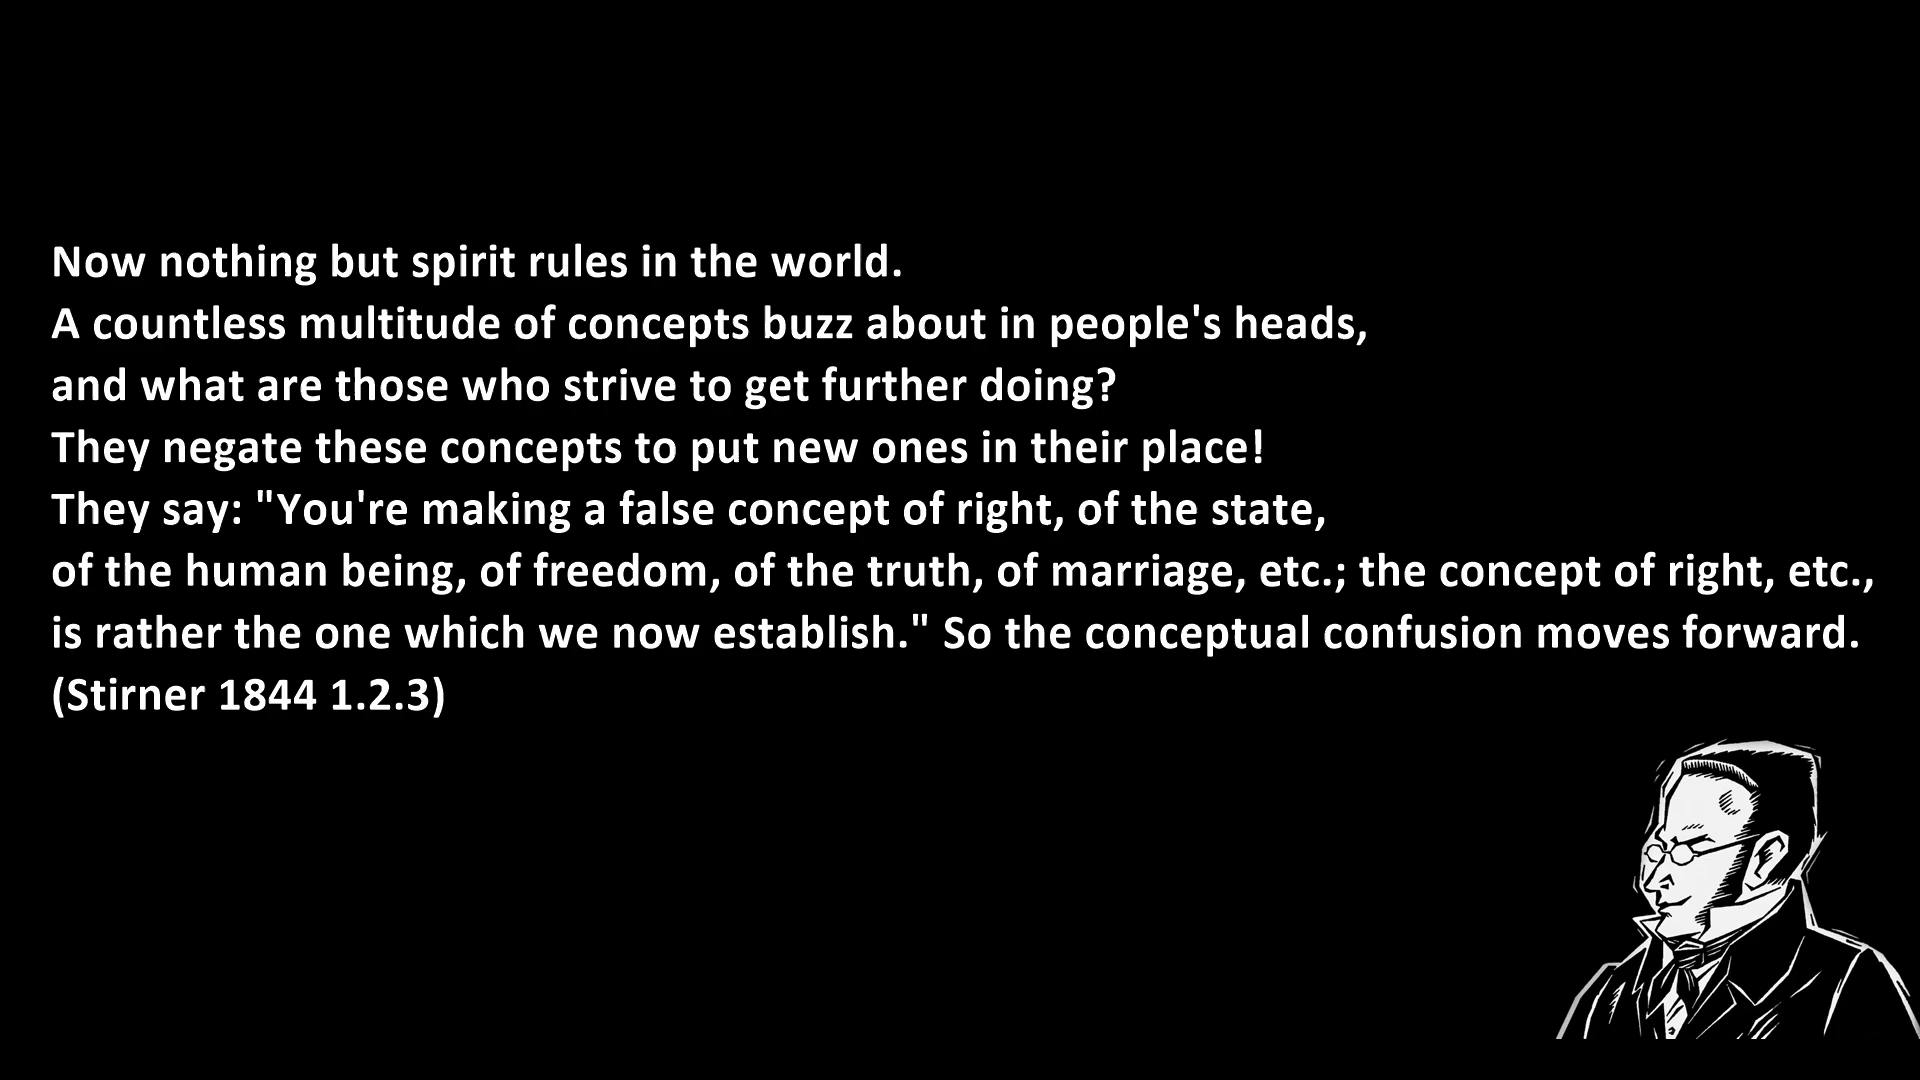 Now nothing but spirit rules in the world.
A countless multitude of concepts buzz about in people's heads,
and what are those who strive to get further doing?
They negate these concepts to put new ones in their place!
They say: "You're making a false concept of right, of the state,
of the human being, of freedom, of the truth, of marriage, etc.; the concept of right, etc.,
is rather the one which we now establish." So the conceptual confusion moves forward.
(Stirner 1844 1.2.3)